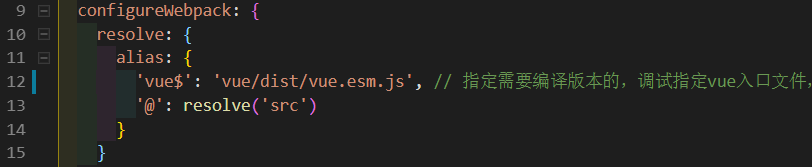 9 configureWebpack: {
10 resolve: {
11 alias: {
12 'vue$': 'vue/dist/vue.esm.js', // 指定需要编译版本的，调试指定vue入口文件，
13 '@': resolve('src')
14 }
15 }